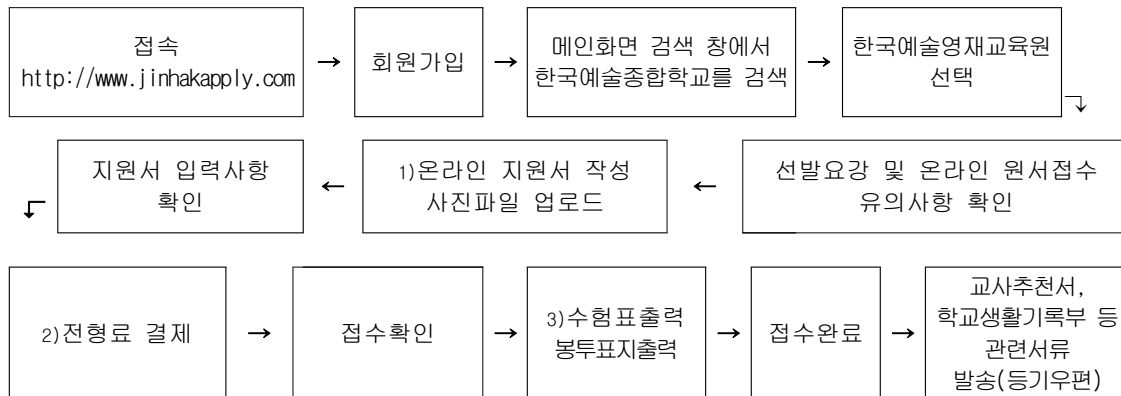 접속
http://www.jinhakapply.com
→
회원가입
→
메인화면 검색 창에서
한국예술종합학교를 검색
→
한국예술영재교육원
선택
선발요강 및 온라인 원서접수
유의사항 확인
←
1)온라인 지원서 작성
사진파일 업로드
←
지원서 입력사항
확인
2)전형료 결제
→
접수확인
→
3)수험표출력
봉투표지출력
→
접수완료
→
교사추천서,
학교생활기록부 등
관련서류
발송(등기우편)